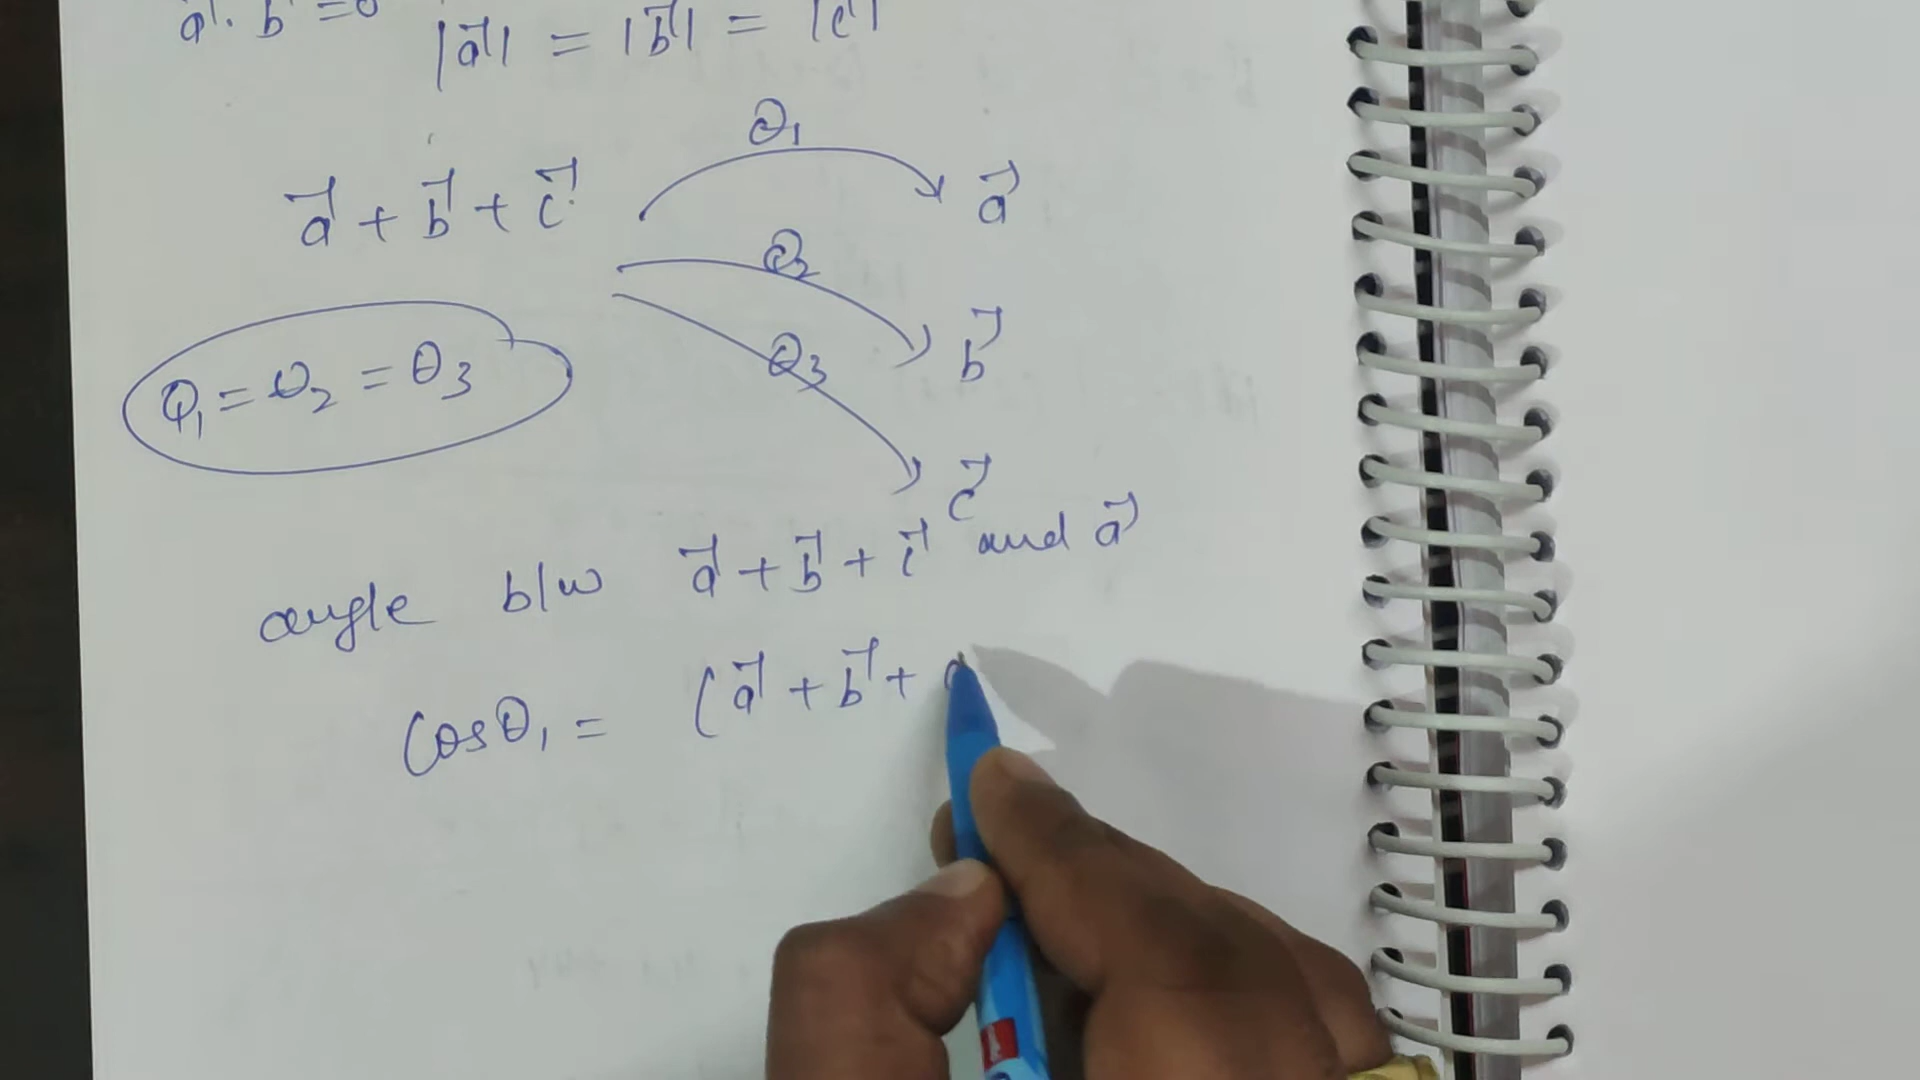 a⃗ . b⃗ = 0
|a⃗| = |b⃗| = |c⃗|
θ₁
a⃗ + b⃗ + c⃗
a⃗
θ₂
b⃗
θ₃
θ₁ = θ₂ = θ₃
c⃗
angle b/w a⃗ + b⃗ + c⃗ and a⃗
cosθ₁ = (a⃗ + b⃗ +